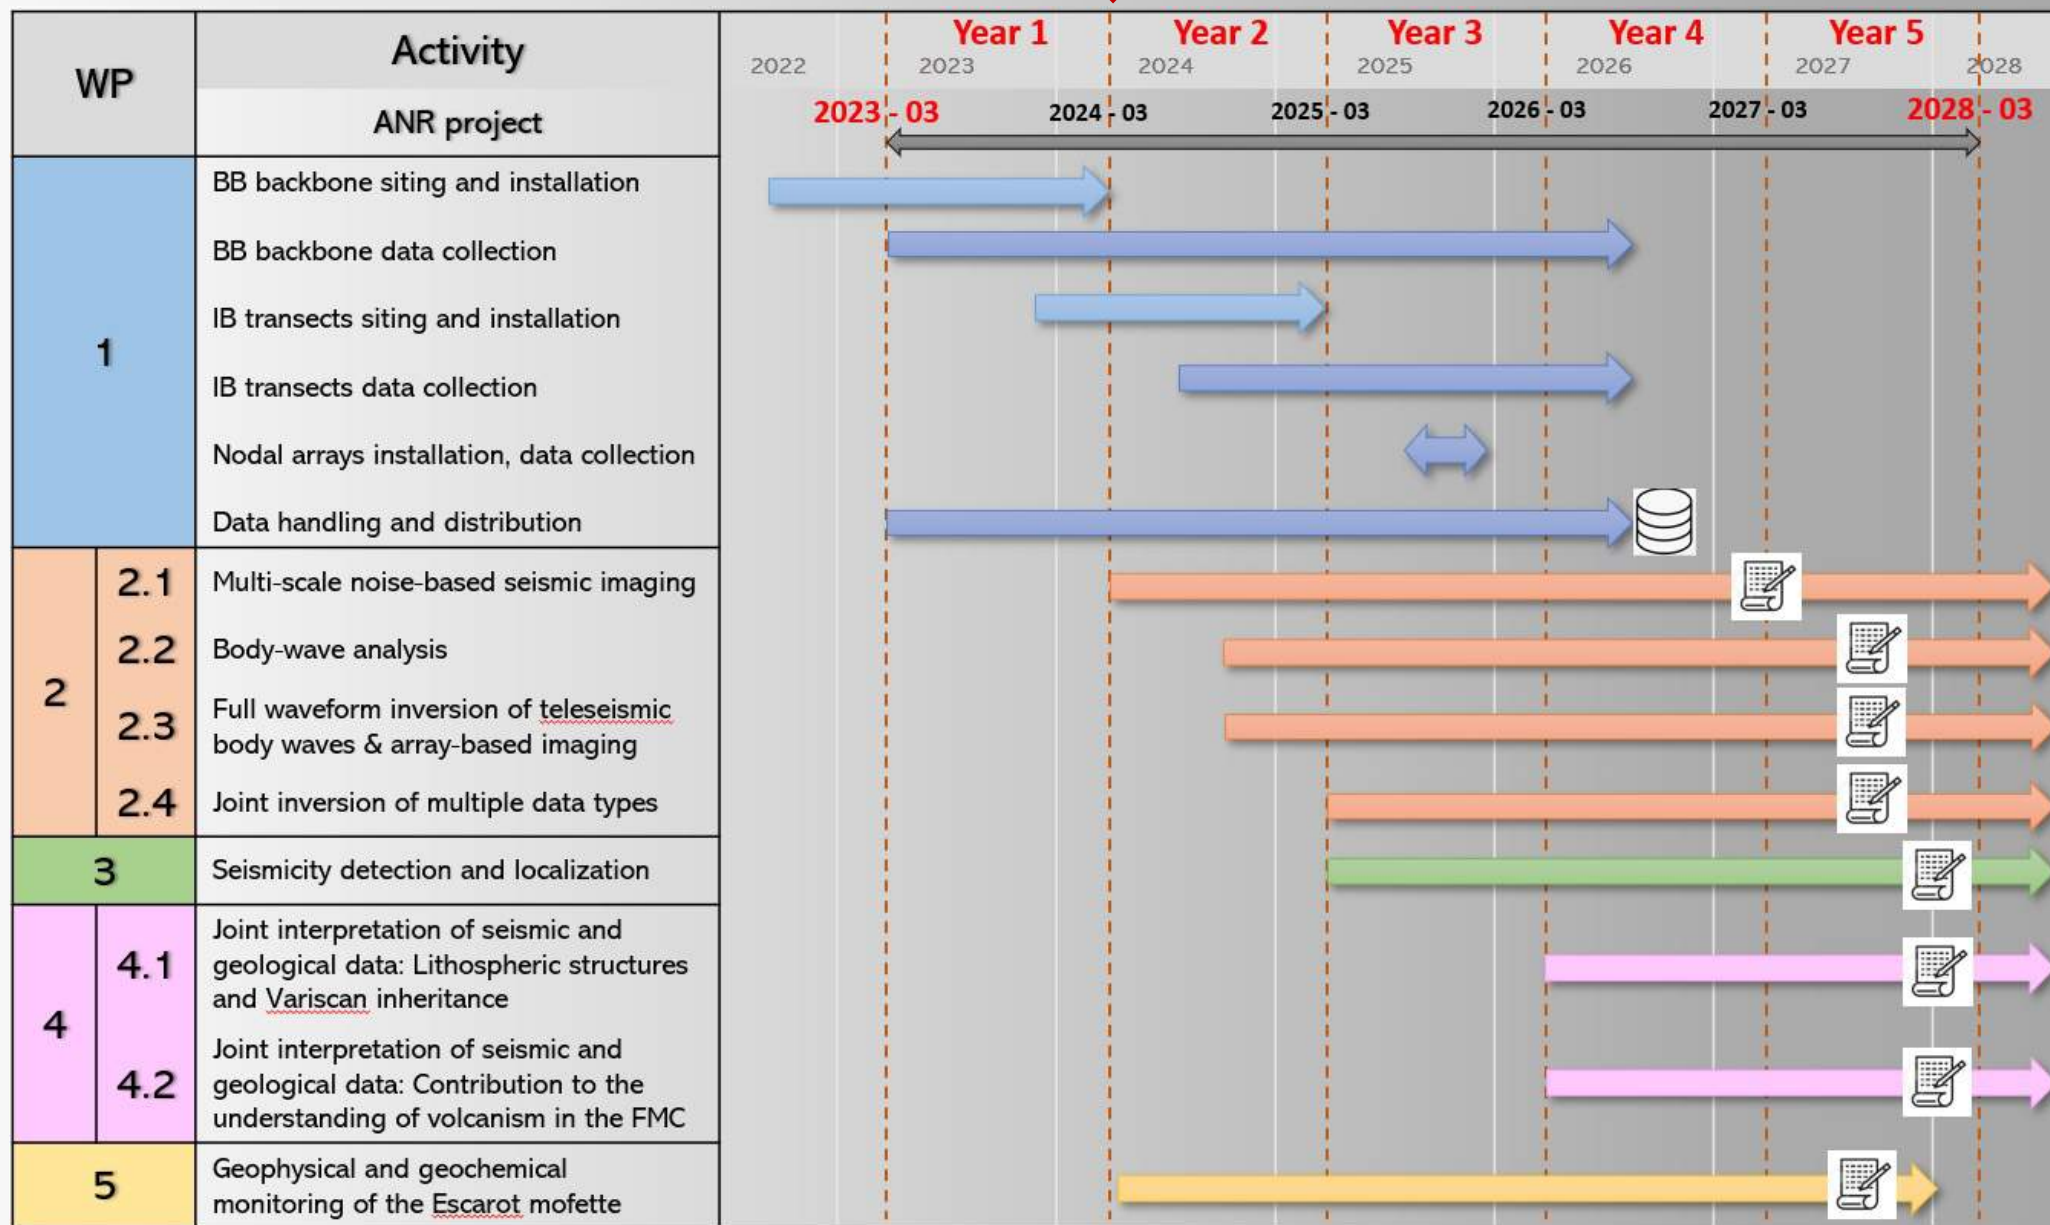 WP
Activity
ANR project
Year 1 Year 2 Year 3 Year 4 Year 5
2022 2023 2024 2025 2026 2027 2028
2023 - 03 2024 - 03 2025 - 03 2026 - 03 2027 - 03 2028 - 03
1
BB backbone siting and installation
BB backbone data collection
IB transects siting and installation
IB transects data collection
Nodal arrays installation, data collection
Data handling and distribution
2
2.1 Multi-scale noise-based seismic imaging
2.2 Body-wave analysis
2.3 Full waveform inversion of teleseismic
body waves & array-based imaging
2.4 Joint inversion of multiple data types
3 Seismicity detection and localization
4
4.1 Joint interpretation of seismic and
geological data: Lithospheric structures
and Variscan inheritance
4.2 Joint interpretation of seismic and
geological data: Contribution to the
understanding of volcanism in the FMC
5 Geophysical and geochemical
monitoring of the Escarot mofette